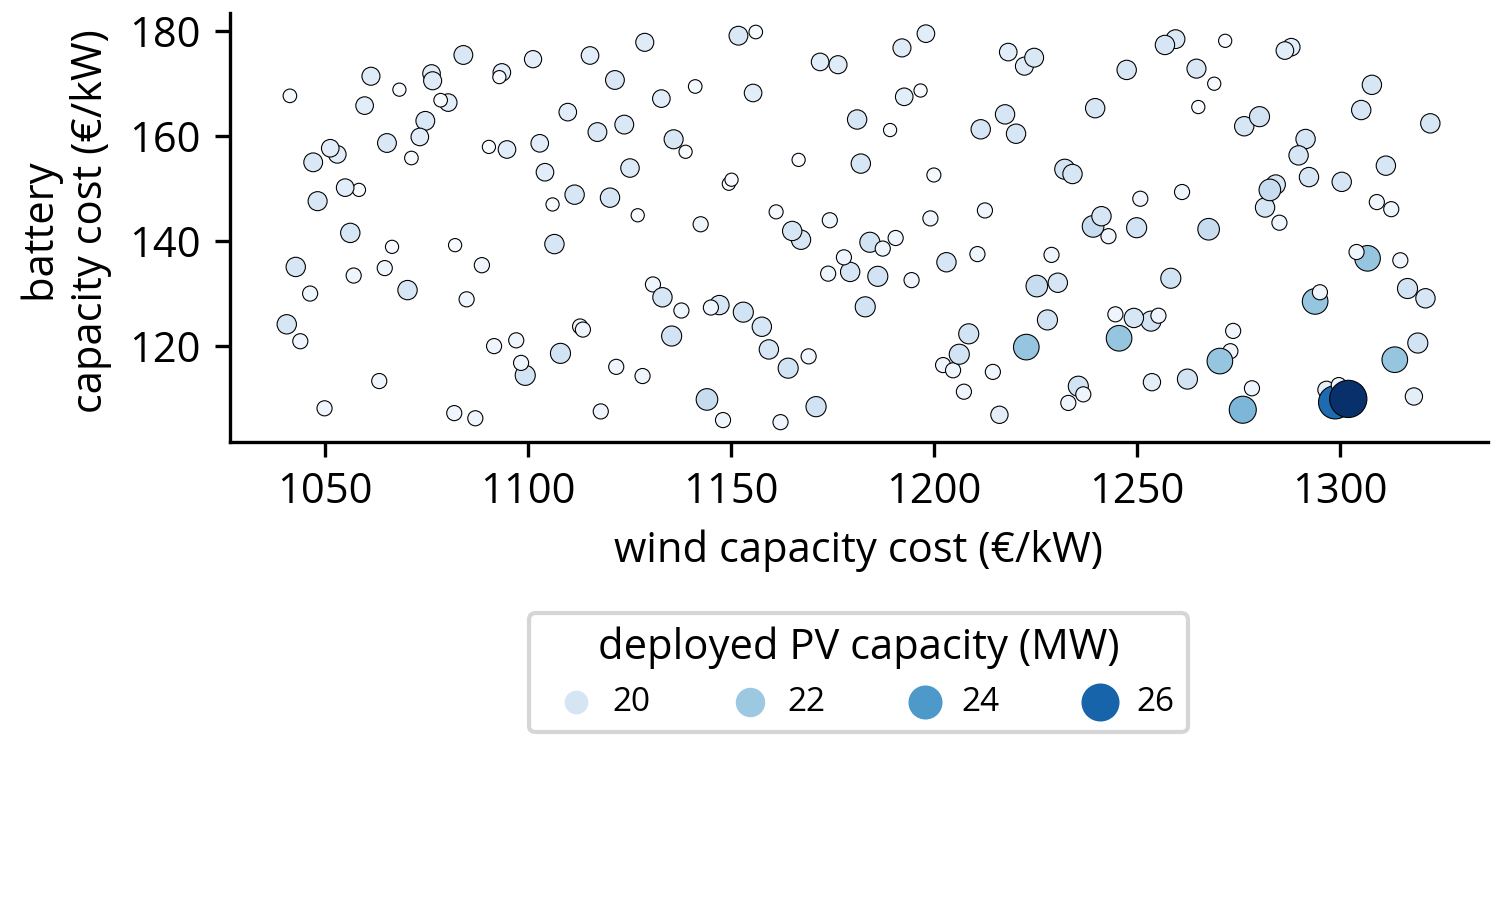 battery
capacity cost (€/kW)
180
160
140
120
1050 1100 1150 1200 1250 1300
wind capacity cost (€/kW)
deployed PV capacity (MW)
20 22 24 26